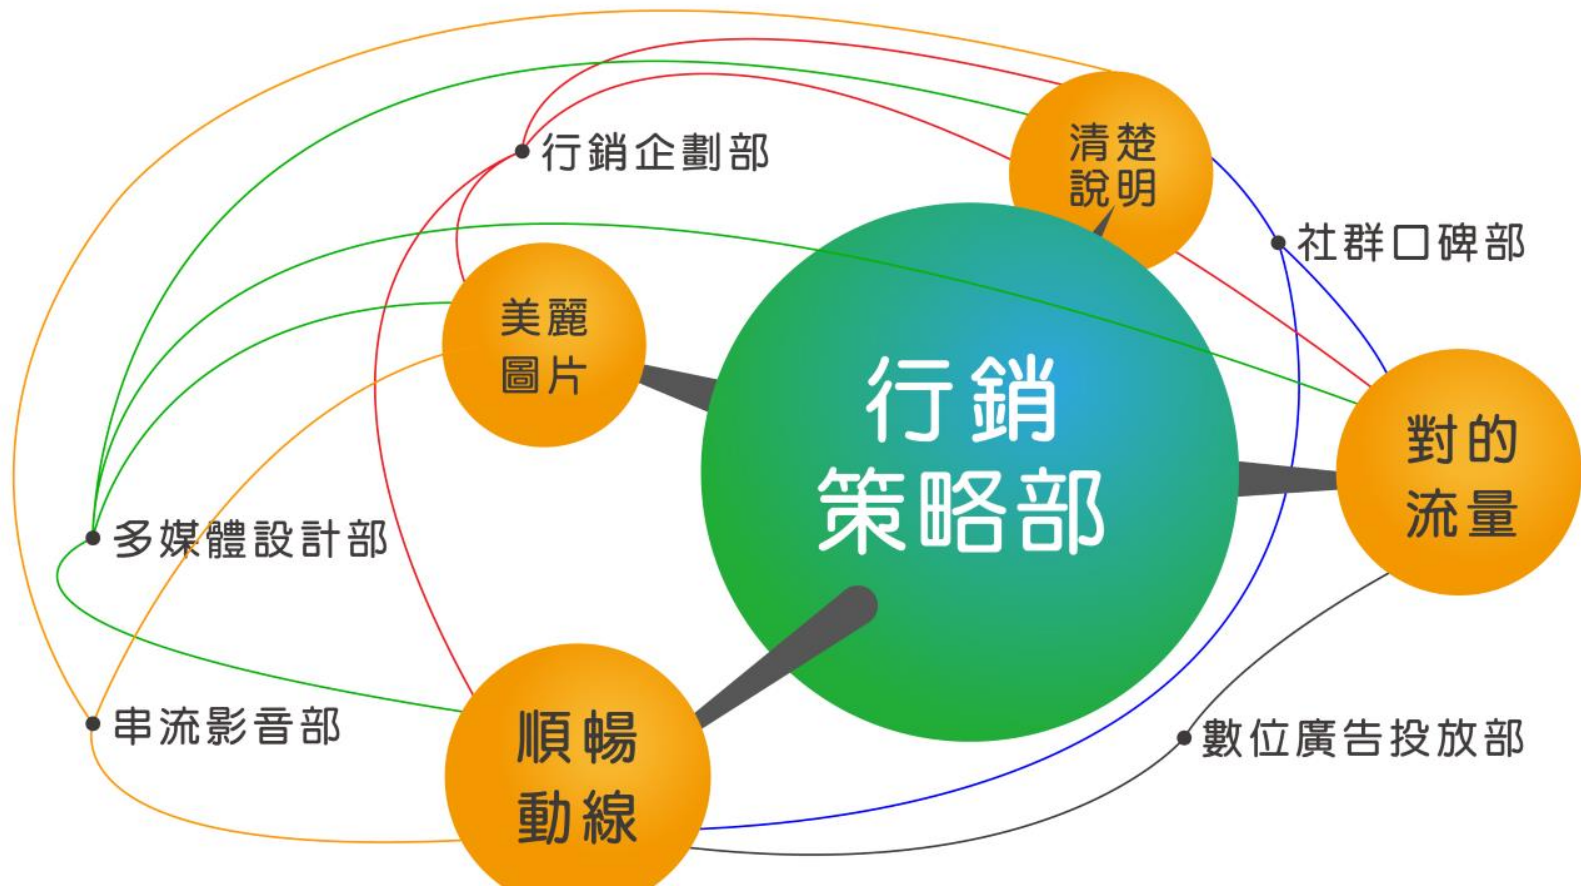 行銷企劃部
清楚
說明
社群口碑部
美麗
圖片
行銷
策略部
對的
流量
多媒體設計部
串流影音部
順暢
動線
數位廣告投放部